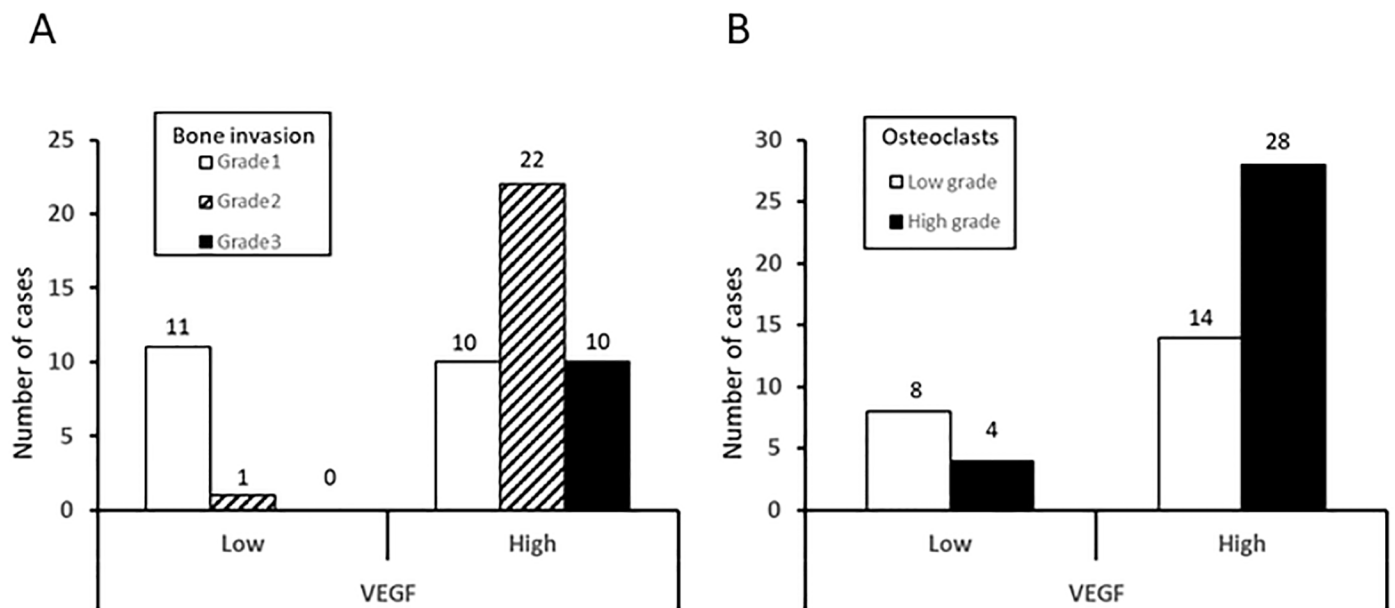 A
Bone invasion
Grade1
Grade2
Grade3
Number of cases
25
20
15
10
5
0
11
1
0
10
22
10
Low
High
VEGF
B
Osteoclasts
Low grade
High grade
Number of cases
30
25
20
15
10
5
0
8
4
14
28
Low
High
VEGF